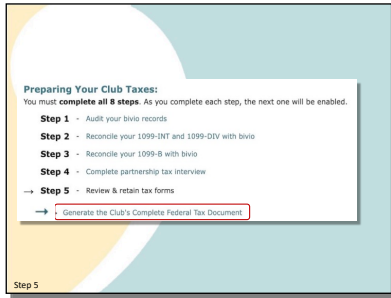 Preparing Your Club Taxes:
You must complete all 8 steps. As you complete each step, the next one will be enabled.
Step 1 - Audit your bivio records
Step 2 - Reconcile your 1099-INT and 1099-DIV with bivio
Step 3 - Reconcile your 1099-B with bivio
Step 4 - Complete partnership tax interview
→ Step 5 - Review & retain tax forms
→ - Generate the Club's Complete Federal Tax Document
Step 5